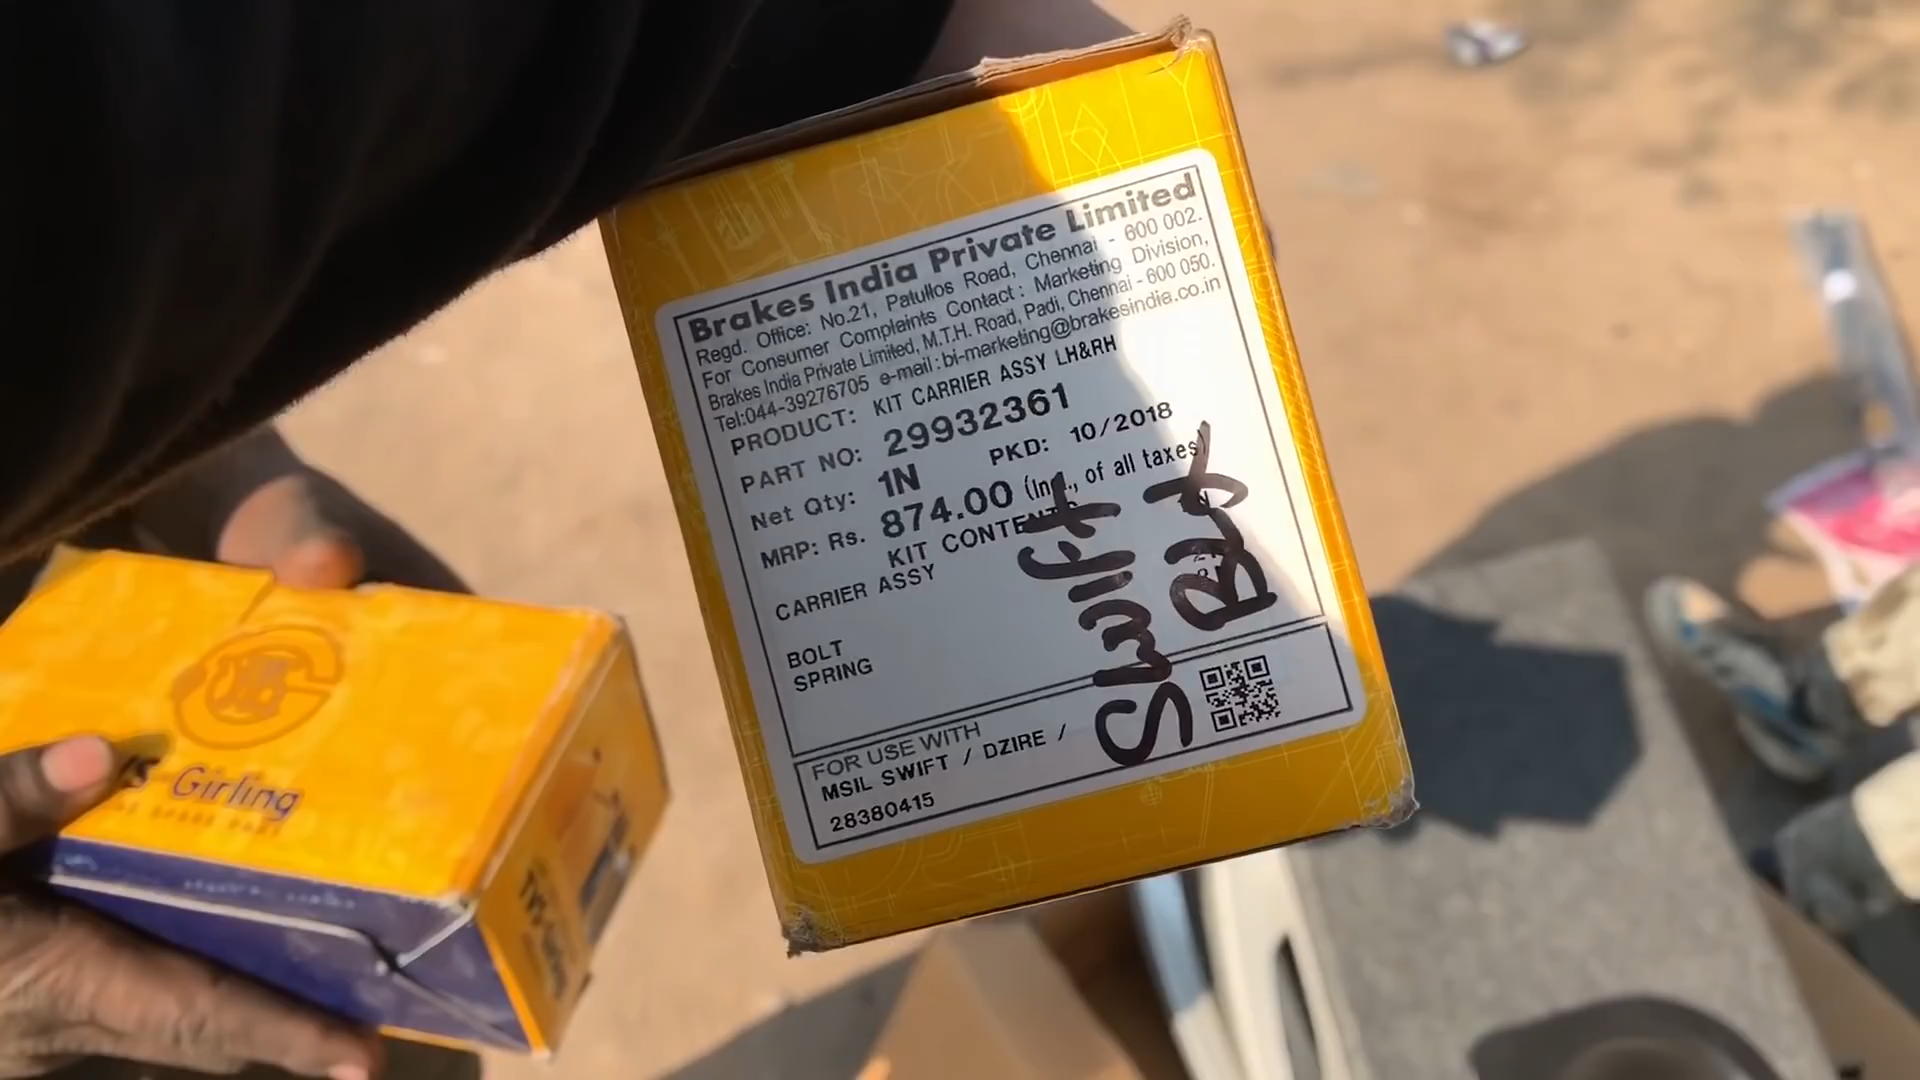 Brakes India Private Limited
Regd. Office: No.21, Patullos Road, Chennai - 600 002.
For Consumer Complaints Contact : Marketing Division,
Brakes India Private Limited, M.T.H. Road, Padi, Chennai - 600 050.
Tel:044-39276705 e-mail : bi-marketing@brakesindia.co.in
PRODUCT: KIT CARRIER ASSY LH&RH
PART NO: 29932361
Net Qty: 1N PKD: 10/2018
MRP: Rs. 874.00 (Incl., of all taxes)
KIT CONTENTS
CARRIER ASSY
BOLT
SPRING
FOR USE WITH
MSIL SWIFT / DZIRE /
28380415
Swift
Girling